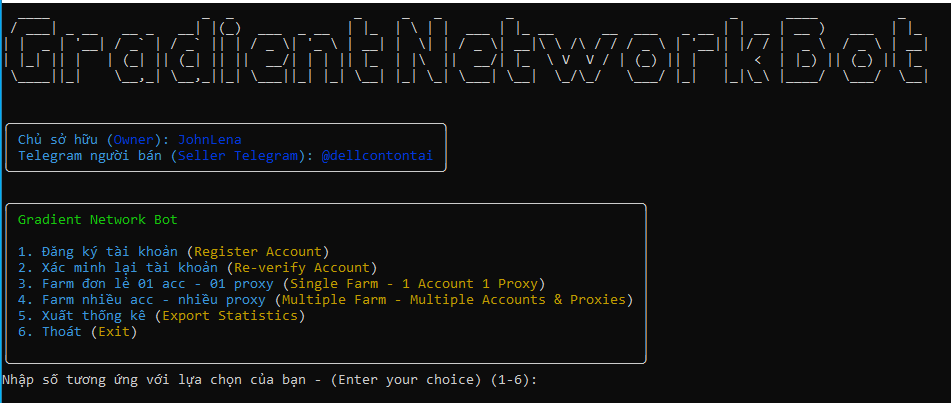 GradientNetworkBot
Chủ sở hữu (Owner): JohnLena
Telegram người bán (Seller Telegram): @dellcontontai
Gradient Network Bot
1. Đăng ký tài khoản (Register Account)
2. Xác minh lại tài khoản (Re-verify Account)
3. Farm đơn lẻ 01 acc - 01 proxy (Single Farm - 1 Account 1 Proxy)
4. Farm nhiều acc - nhiều proxy (Multiple Farm - Multiple Accounts & Proxies)
5. Xuất thống kê (Export Statistics)
6. Thoát (Exit)
Nhập số tương ứng với lựa chọn của bạn - (Enter your choice) (1-6):